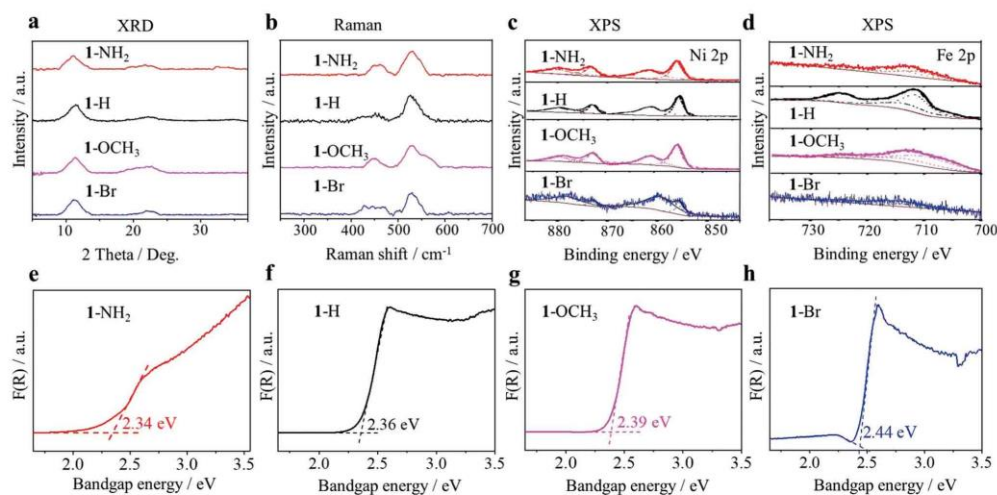 a
XRD
1-NH₂
1-H
1-OCH₃
1-Br
Intensity / a.u.
10
20
30
2 Theta / Deg.
b
Raman
1-NH₂
1-H
1-OCH₃
1-Br
Intensity / a.u.
300
400
500
600
700
Raman shift / cm⁻¹
c
XPS
Ni 2p
1-NH₂
1-H
1-OCH₃
1-Br
Intensity / a.u.
880
870
860
850
Binding energy / eV
d
XPS
Fe 2p
1-NH₂
1-H
1-OCH₃
1-Br
Intensity / a.u.
730
720
710
700
Binding energy / eV
e
1-NH₂
F(R) / a.u.
2.34 eV
2.0
2.5
3.0
3.5
Bandgap energy / eV
f
1-H
F(R) / a.u.
2.36 eV
2.0
2.5
3.0
3.5
Bandgap energy / eV
g
1-OCH₃
F(R) / a.u.
2.39 eV
2.0
2.5
3.0
3.5
Bandgap energy / eV
h
1-Br
F(R) / a.u.
2.44 eV
2.0
2.5
3.0
3.5
Bandgap energy / eV